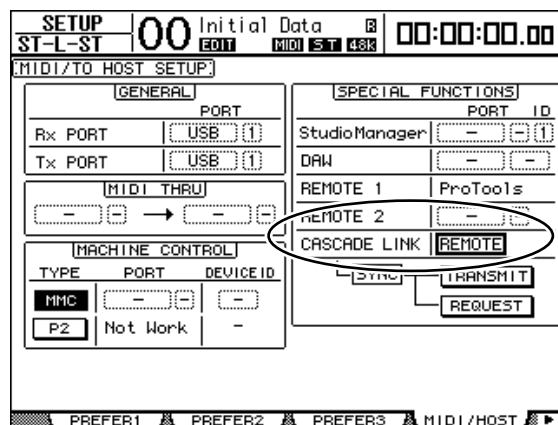 SETUP
ST-L-ST
00 Initial Data
EDIT MIDI ST 48K
00:00:00.00
MIDI/TO HOST SETUP
GENERAL
PORT
Rx PORT USB 1
Tx PORT USB 1
MIDI THRU
- - → - -
MACHINE CONTROL
TYPE PORT DEVICE ID
MMC - - -
P2 Not Work -
SPECIAL FUNCTIONS
PORT ID
StudioManager - - 1
DAW - -
REMOTE 1 ProTools
REMOTE 2 - -
CASCADE LINK REMOTE
SYNC TRANSMIT
REQUEST
PREFER1 PREFER2 PREFER3 MIDI/HOST